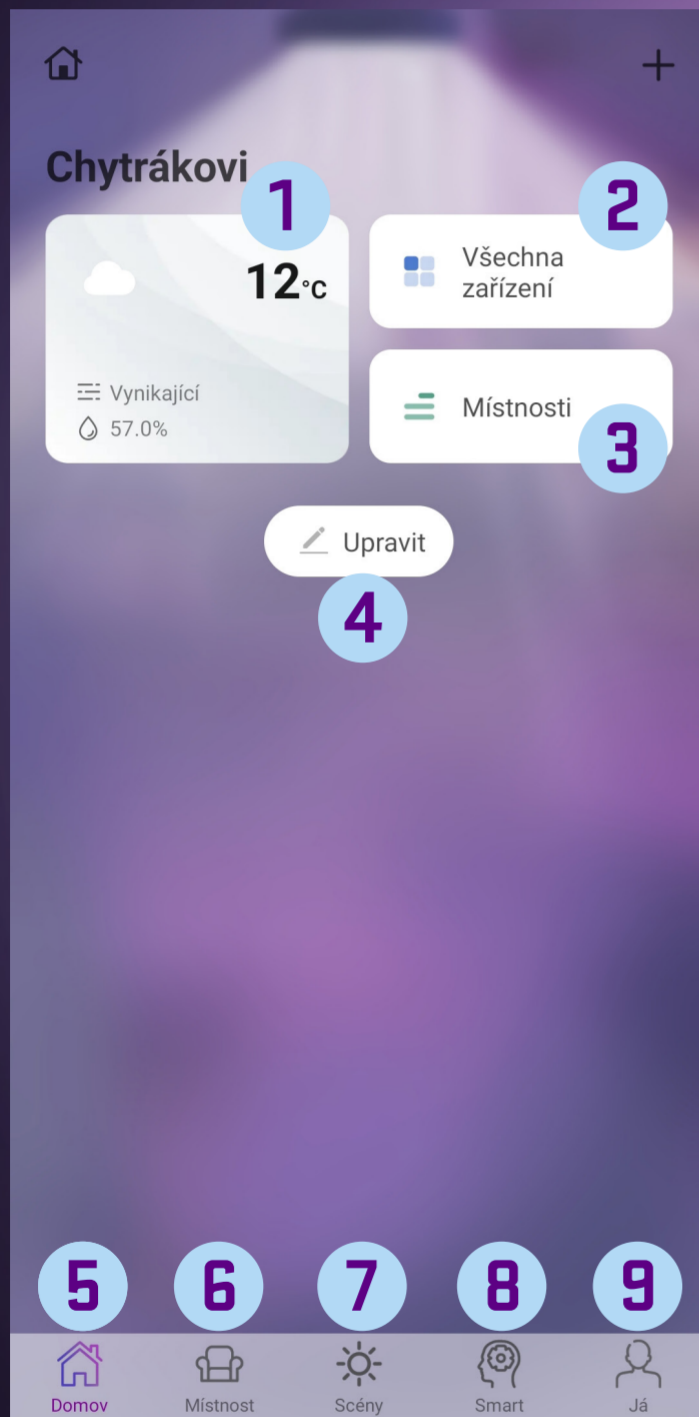 Chytrákovi
1
2
12°C
Všechna
zařízení
Vynikající
57.0%
Místnosti
3
Upravit
4
5
6
7
8
9
Domov
Místnost
Scény
Smart
Já